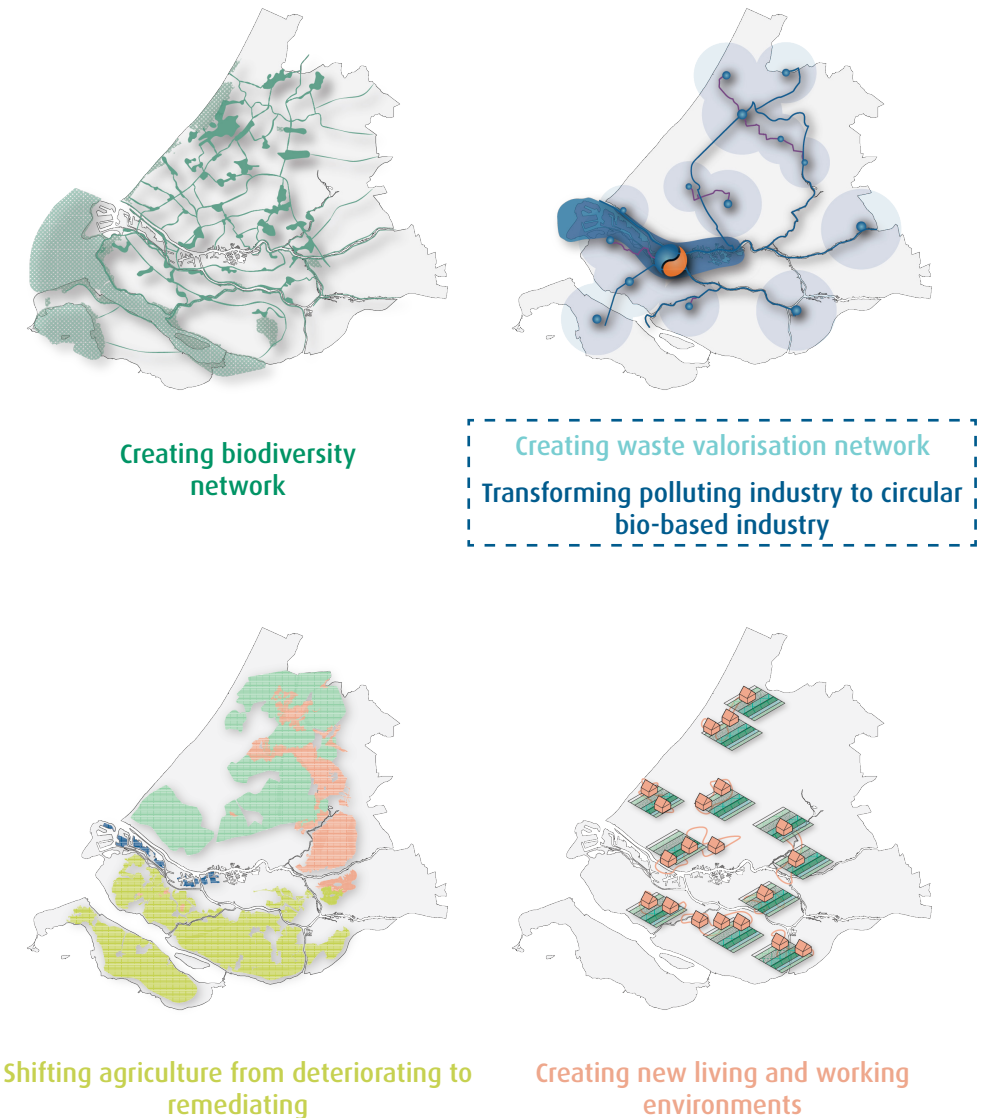 Creating biodiversity
network
Creating waste valorisation network
Transforming polluting industry to circular
bio-based industry
Shifting agriculture from deteriorating to
remediating
Creating new living and working
environments